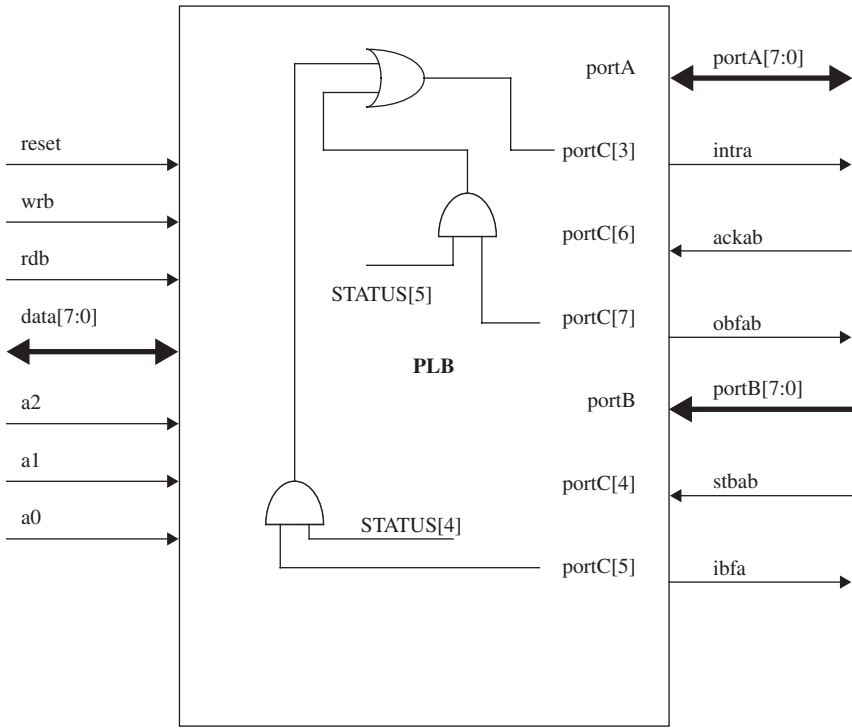 reset
wrb
rdb
data[7:0]
a2
a1
a0
STATUS[5]
PLB
STATUS[4]
portA
portC[3]
portC[6]
portC[7]
portB
portC[4]
portC[5]
portA[7:0]
intra
ackab
obfab
portB[7:0]
stbab
ibfa